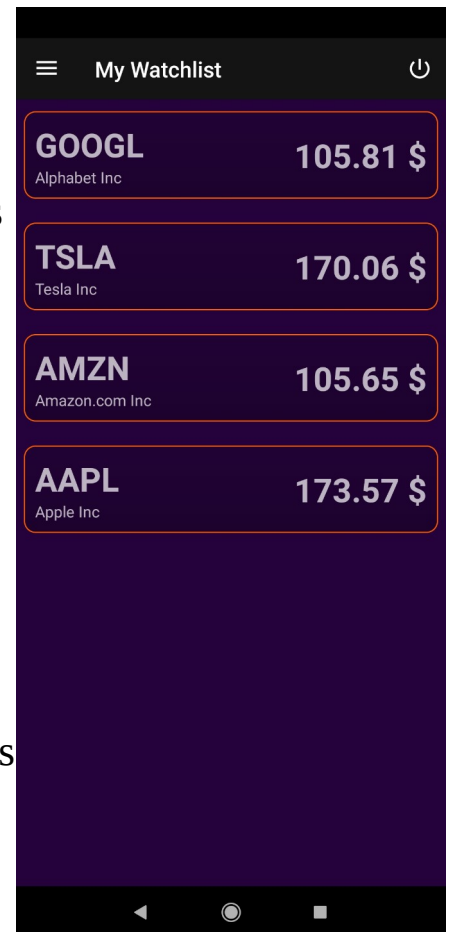 My Watchlist
GOOGL
Alphabet Inc
105.81 $
s
TSLA
Tesla Inc
170.06 $
AMZN
Amazon.com Inc
105.65 $
AAPL
Apple Inc
173.57 $
s